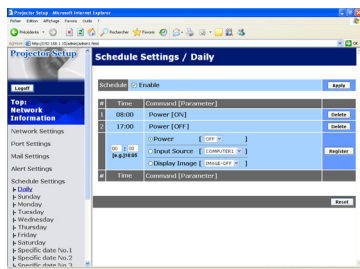 Projector Setup - Microsoft Internet Explorer
Fichier Edition Affichage Favoris Outils ?
Précédente Rechercher Favoris
Projector Setup
Logoff
Top:
Network
Information
Network Settings
Port Settings
Mail Settings
Alert Settings
Schedule Settings
Daily
Sunday
Monday
Tuesday
Wednesday
Thursday
Friday
Saturday
Specific date No.1
Specific date No.2
Specific date No.3
Schedule Settings / Daily
Schedule Enable Apply
# Time Command [Parameter]
1 08:00 Power [ON] Delete
2 17:00 Power [OFF] Delete
Power [ OFF ]
00 : 00 Input Source [ COMPUTER1 ] Register
[e.g.]18:05
Display Image [ IMAGE-OFF ]
# Time Command [Parameter]
Reset